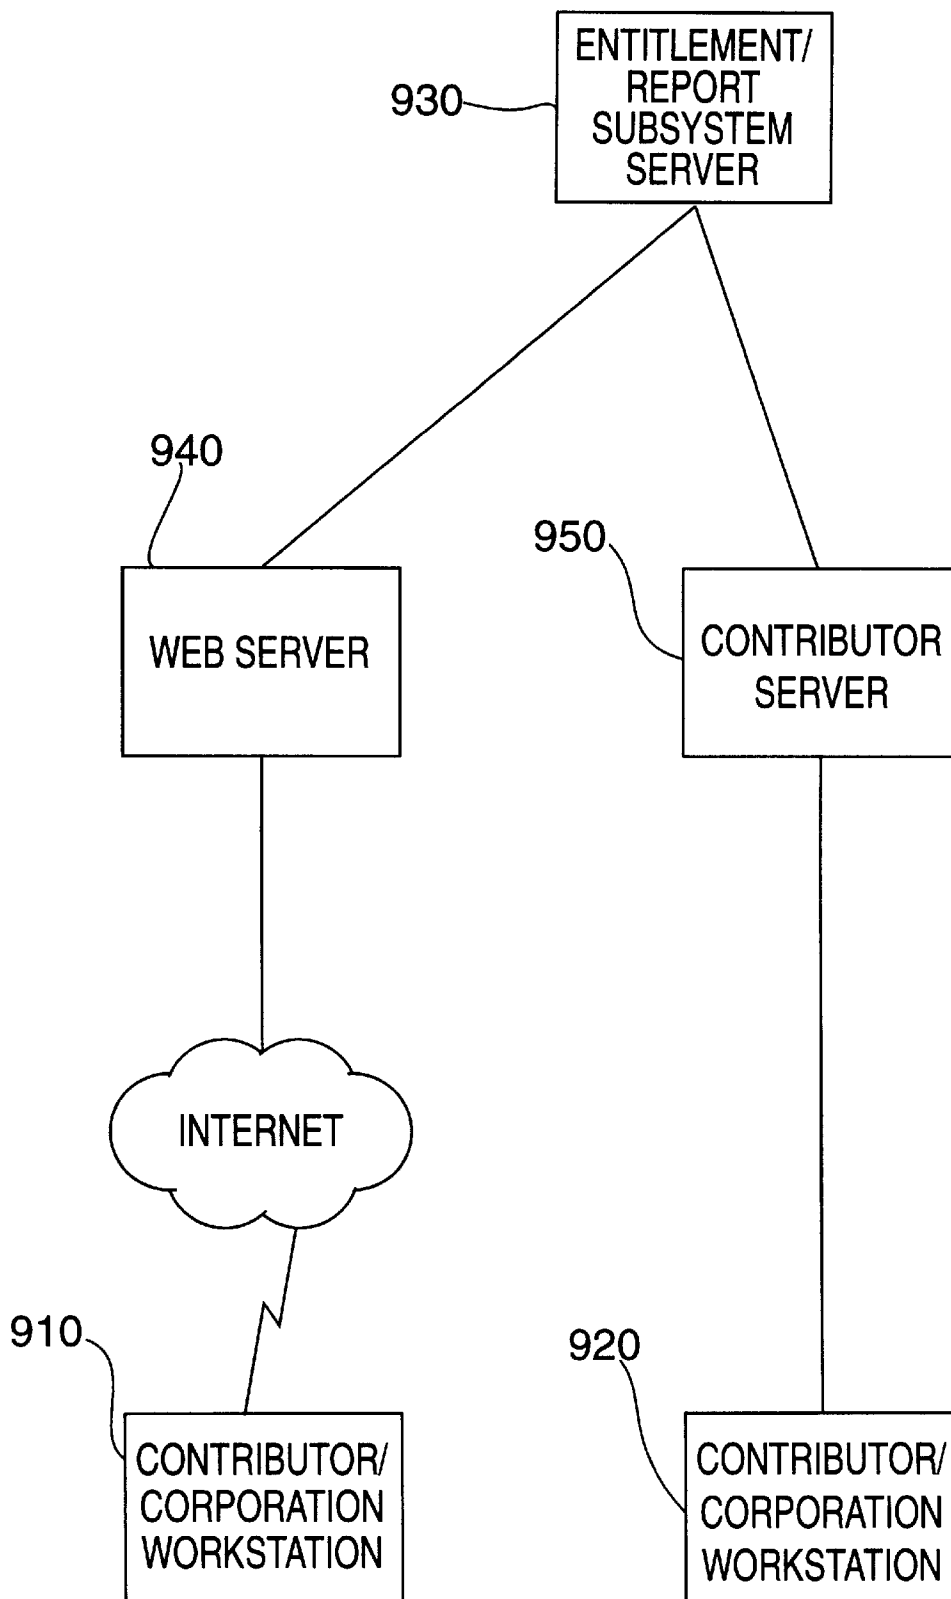 ENTITLEMENT/
REPORT
SUBSYSTEM
SERVER
930
940
WEB SERVER
950
CONTRIBUTOR
SERVER
INTERNET
910
CONTRIBUTOR/
CORPORATION
WORKSTATION
920
CONTRIBUTOR/
CORPORATION
WORKSTATION